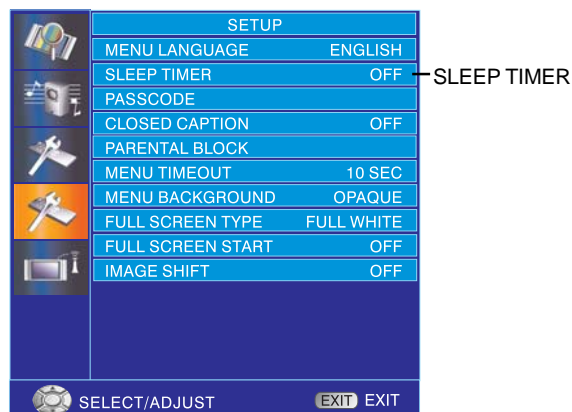 SETUP
MENU LANGUAGE ENGLISH
SLEEP TIMER OFF SLEEP TIMER
PASSCODE
CLOSED CAPTION OFF
PARENTAL BLOCK
MENU TIMEOUT 10 SEC
MENU BACKGROUND OPAQUE
FULL SCREEN TYPE FULL WHITE
FULL SCREEN START OFF
IMAGE SHIFT OFF
SELECT/ADJUST EXIT EXIT